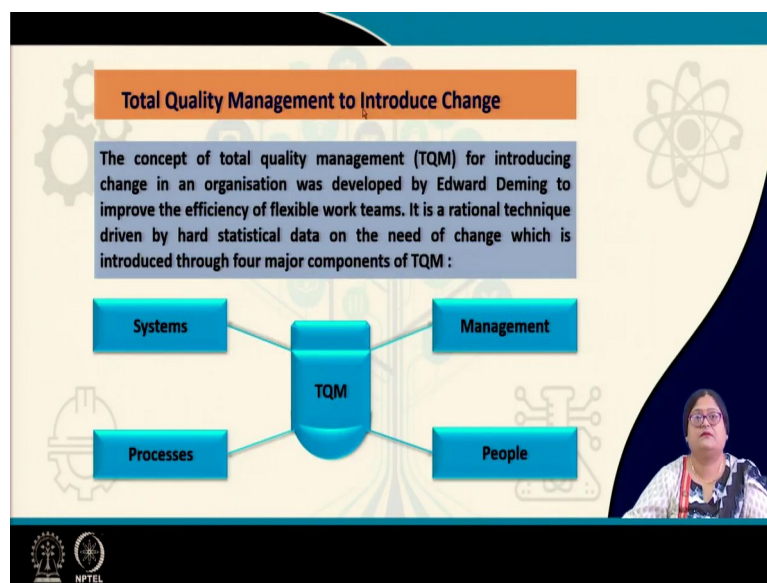 Total Quality Management to Introduce Change
The concept of total quality management (TQM) for introducing
change in an organisation was developed by Edward Deming to
improve the efficiency of flexible work teams. It is a rational technique
driven by hard statistical data on the need of change which is
introduced through four major components of TQM :
Systems
Management
TQM
Processes
People
NPTEL